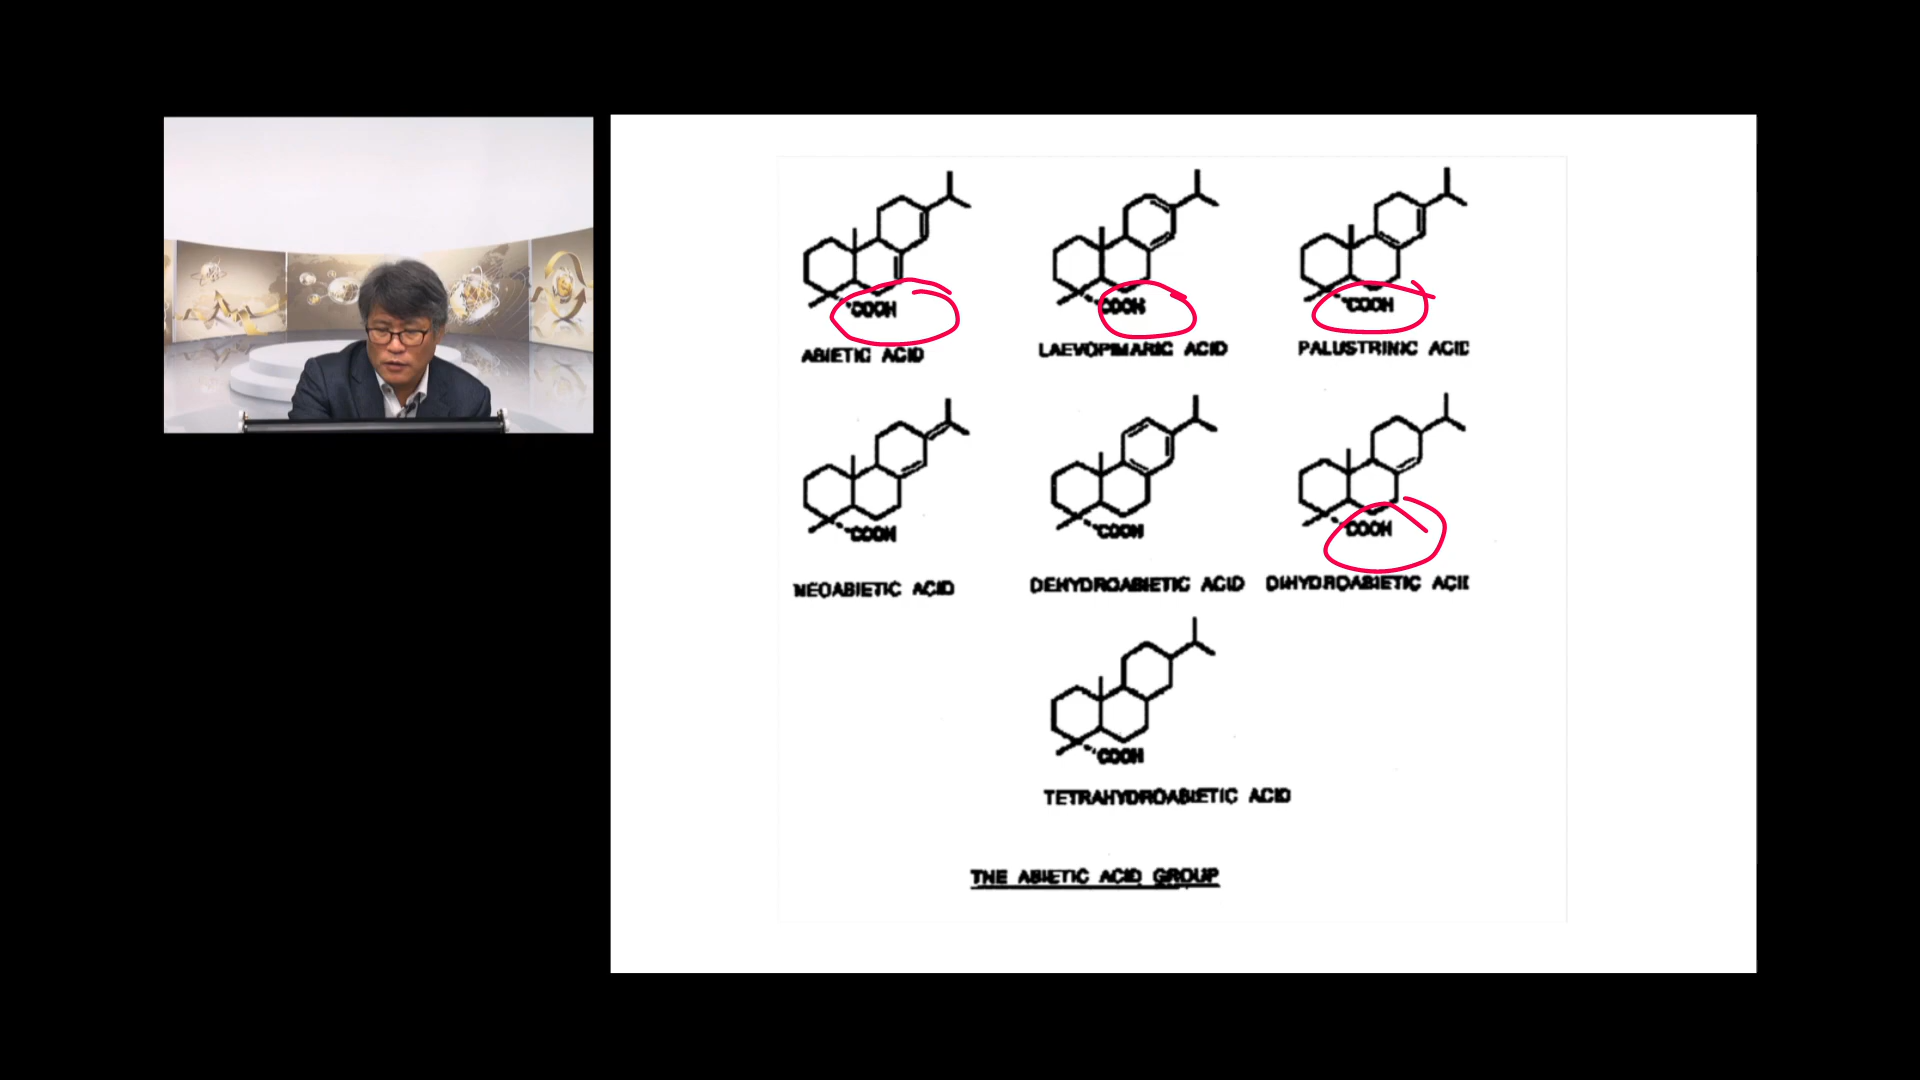 COOH COOH COOH
ABIETIC ACID LAEVOPIMARIC ACID PALUSTRINIC ACID
COOH COOH COOH
NEOABIETIC ACID DEHYDROABIETIC ACID DIHYDROABIETIC ACI
COOH
TETRAHYDROABIETIC ACID
THE ABIETIC ACID GROUP